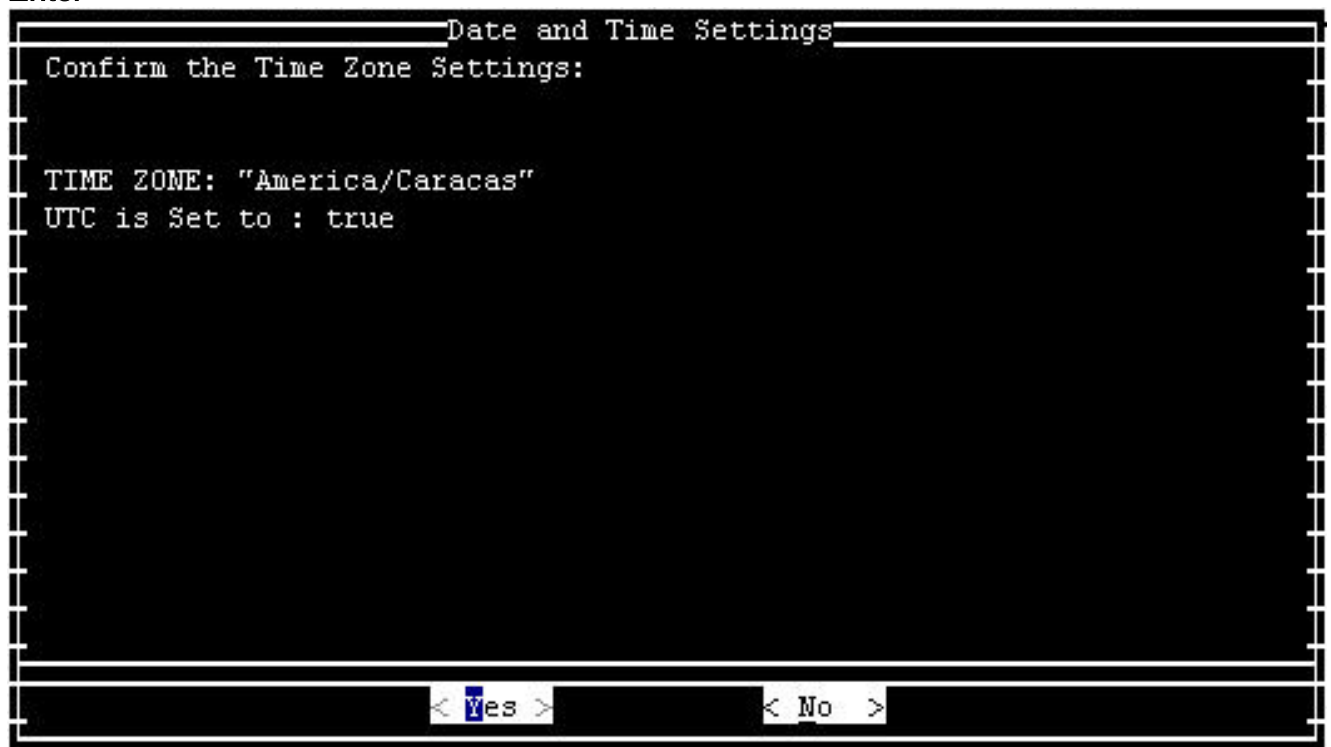 Date and Time Settings
Confirm the Time Zone Settings:
TIME ZONE: "America/Caracas"
UTC is Set to : true
< Yes > < No >